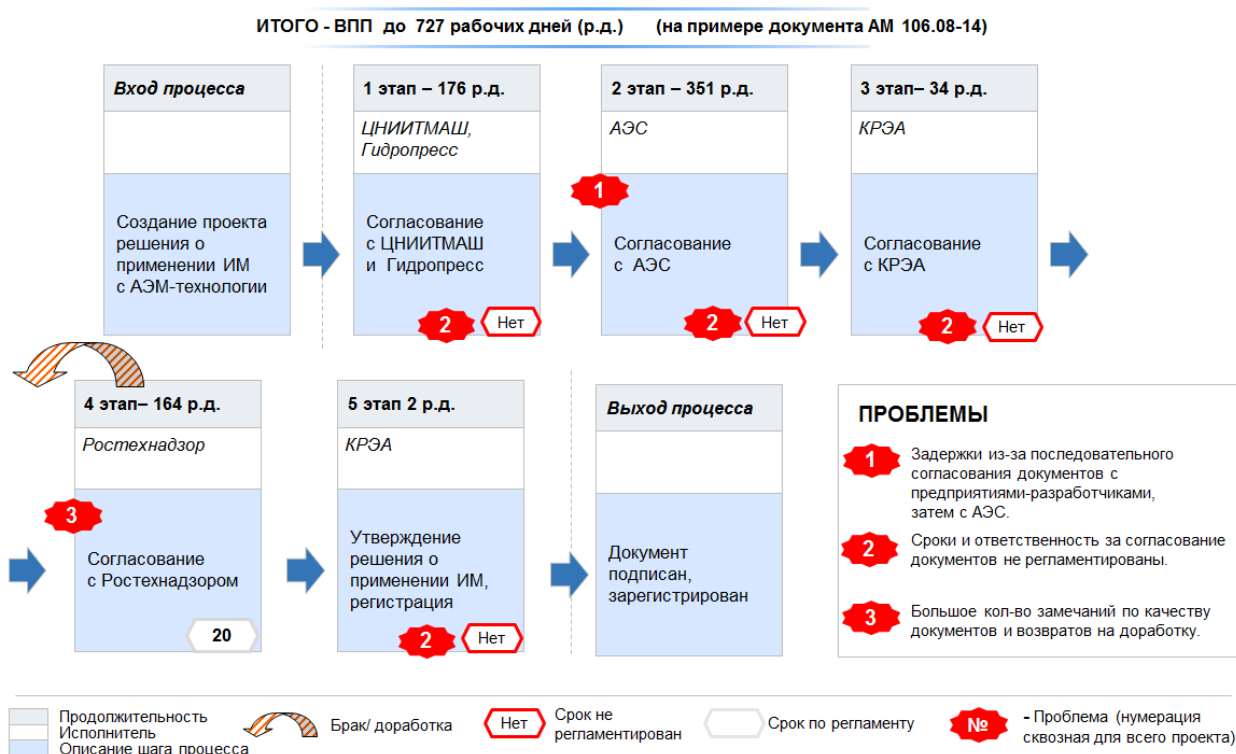 ИТОГО - ВПП до 727 рабочих дней (р.д.) (на примере документа АМ 106.08-14)
Вход процесса
Создание проекта
решения о
применении ИМ
с АЭМ-технологии
1 этап – 176 р.д.
ЦНИИТМАШ,
Гидропресс
Согласование
с ЦНИИТМАШ
и Гидропресс
2
Нет
2 этап – 351 р.д.
АЭС
1
Согласование
с АЭС
2
Нет
3 этап– 34 р.д.
КРЭА
Согласование
с КРЭА
2
Нет
4 этап– 164 р.д.
Ростехнадзор
3
Согласование
с Ростехнадзором
20
5 этап 2 р.д.
КРЭА
Утверждение
решения о
применении ИМ,
регистрация
2
Нет
Выход процесса
Документ
подписан,
зарегистрирован
ПРОБЛЕМЫ
1
Задержки из-за последовательного
согласования документов с
предприятиями-разработчиками,
затем с АЭС.
2
Сроки и ответственность за согласование
документов не регламентированы.
3
Большое кол-во замечаний по качеству
документов и возвратов на доработку.
Продолжительность
Исполнитель
Описание шага процесса
Брак/ доработка
Нет
Срок не
регламентирован
Срок по регламенту
№
- Проблема (нумерация
сквозная для всего проекта)